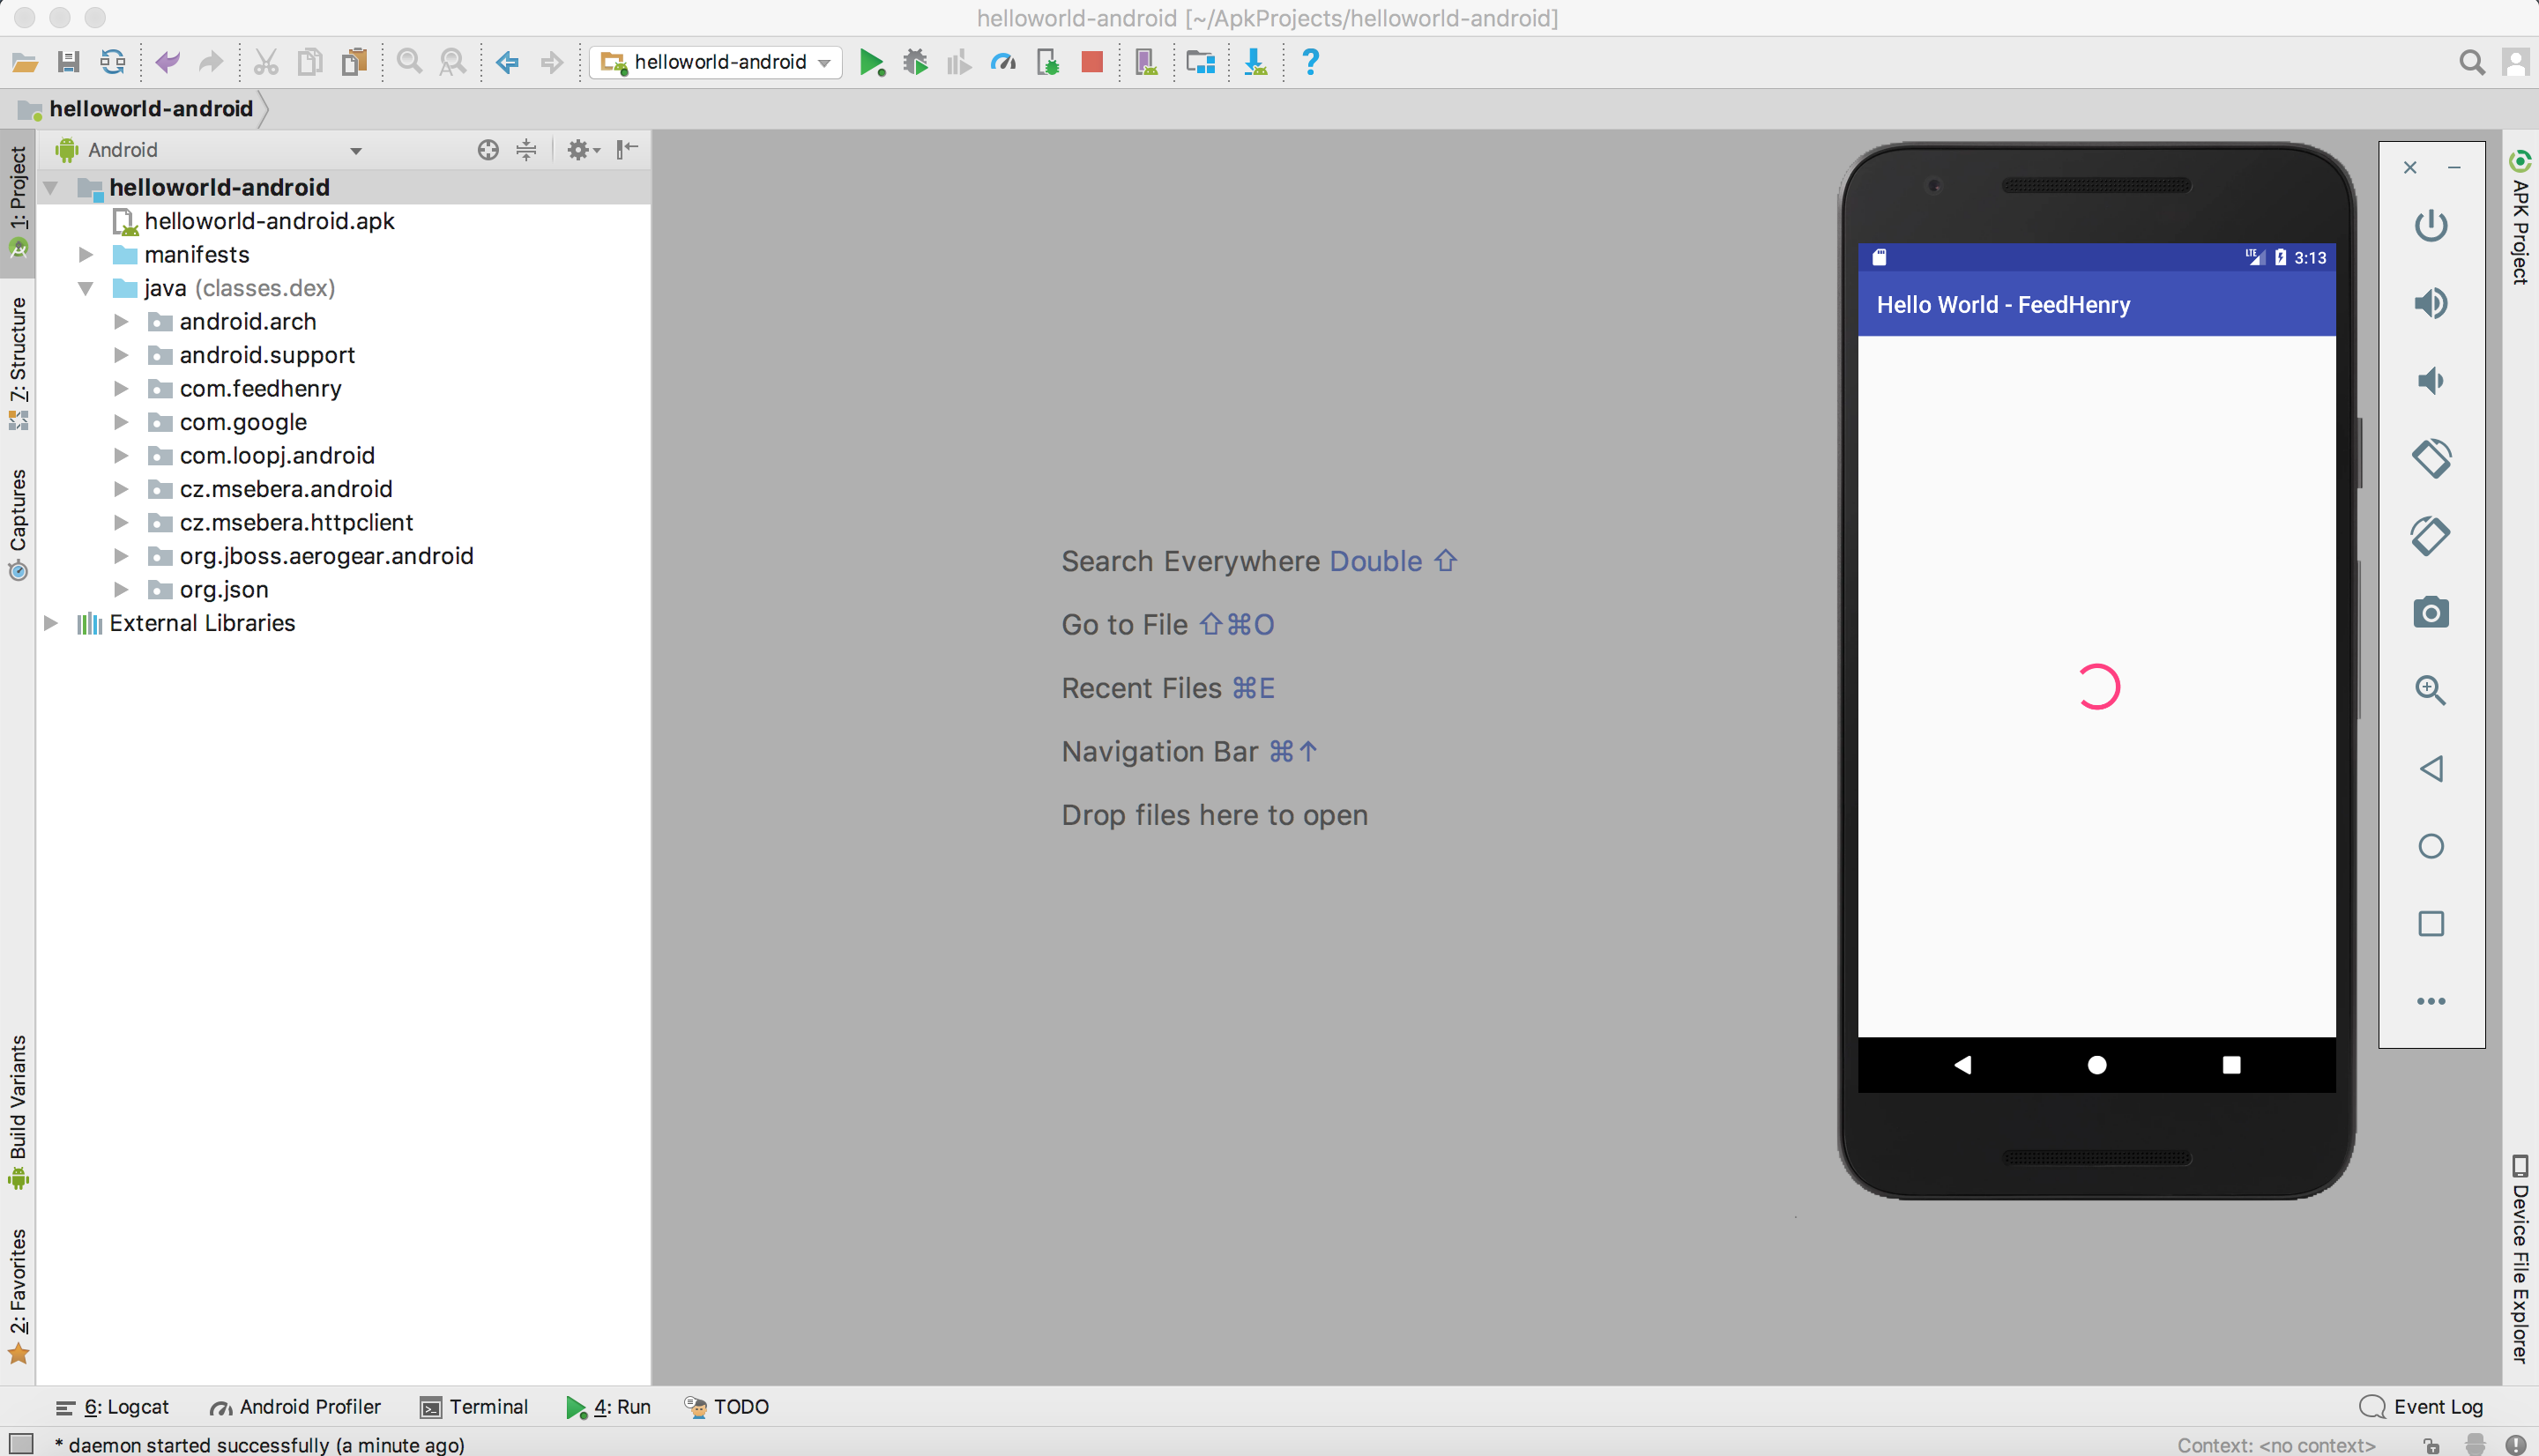 helloworld-android [~/ApkProjects/helloworld-android]
helloworld-android
helloworld-android
1: Project
7: Structure
Captures
Build Variants
2: Favorites
Android
helloworld-android
helloworld-android.apk
manifests
java (classes.dex)
android.arch
android.support
com.feedhenry
com.google
com.loopj.android
cz.msebera.android
cz.msebera.httpclient
org.jboss.aerogear.android
org.json
External Libraries
Search Everywhere Double ⇧
Go to File ⇧⌘O
Recent Files ⌘E
Navigation Bar ⌘↑
Drop files here to open
LTE 3:13
Hello World - FeedHenry
APK Project
Device File Explorer
6: Logcat
Android Profiler
Terminal
4: Run
TODO
Event Log
* daemon started successfully (a minute ago)
Context: <no context>